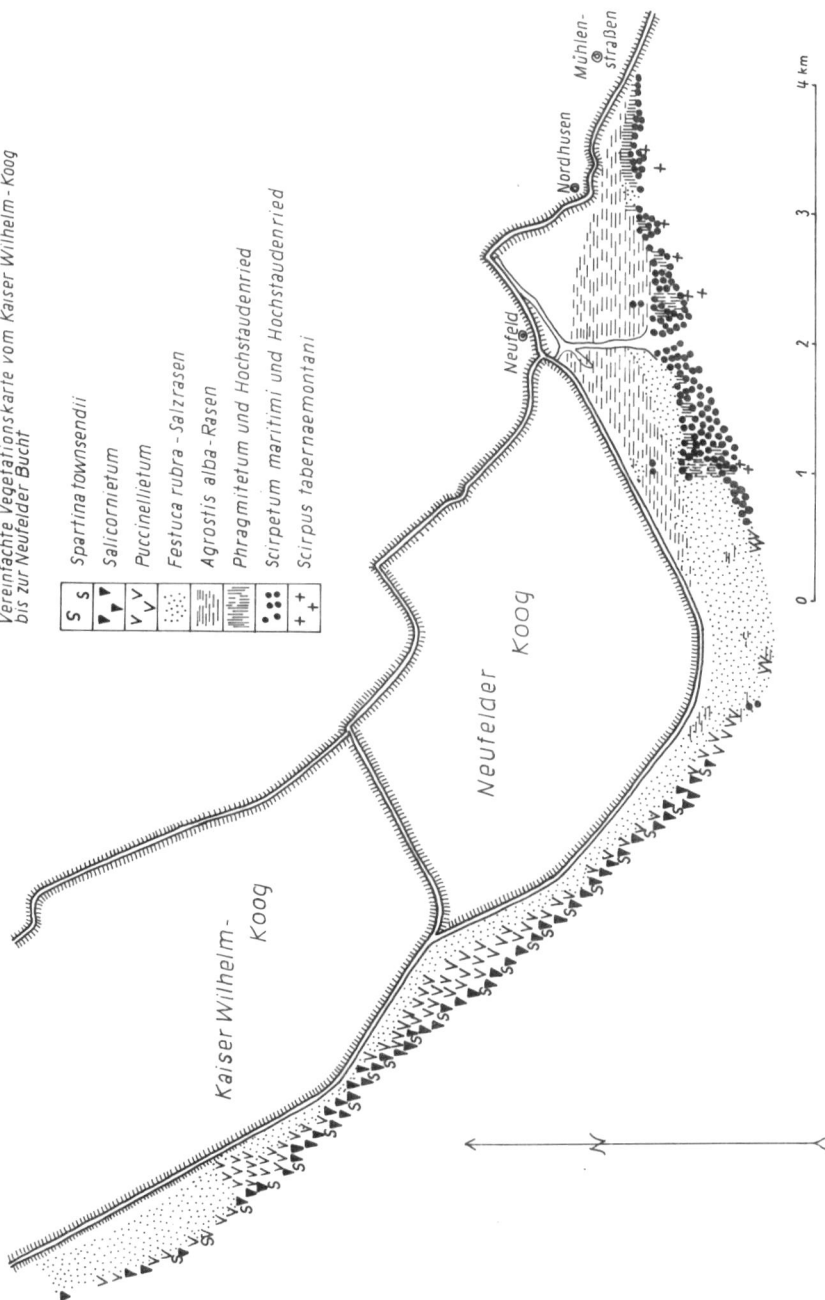 Vereinfachte Vegetationskarte vom Kaiser Wilhelm-Koog
bis zur Neufelder Bucht
S S Spartina townsendii
Salicornietum
Puccinellietum
Festuca rubra-Salzrasen
Agrostis alba-Rasen
Phragmitetum und Hochstaudenried
Scirpetum maritimi und Hochstaudenried
Scirpus tabernaemontani
Kaiser Wilhelm-
Koog
Neufelder
Koog
Neufeld
Nordhusen
Mühlen-
straßen
N
0 1 2 3 4 km